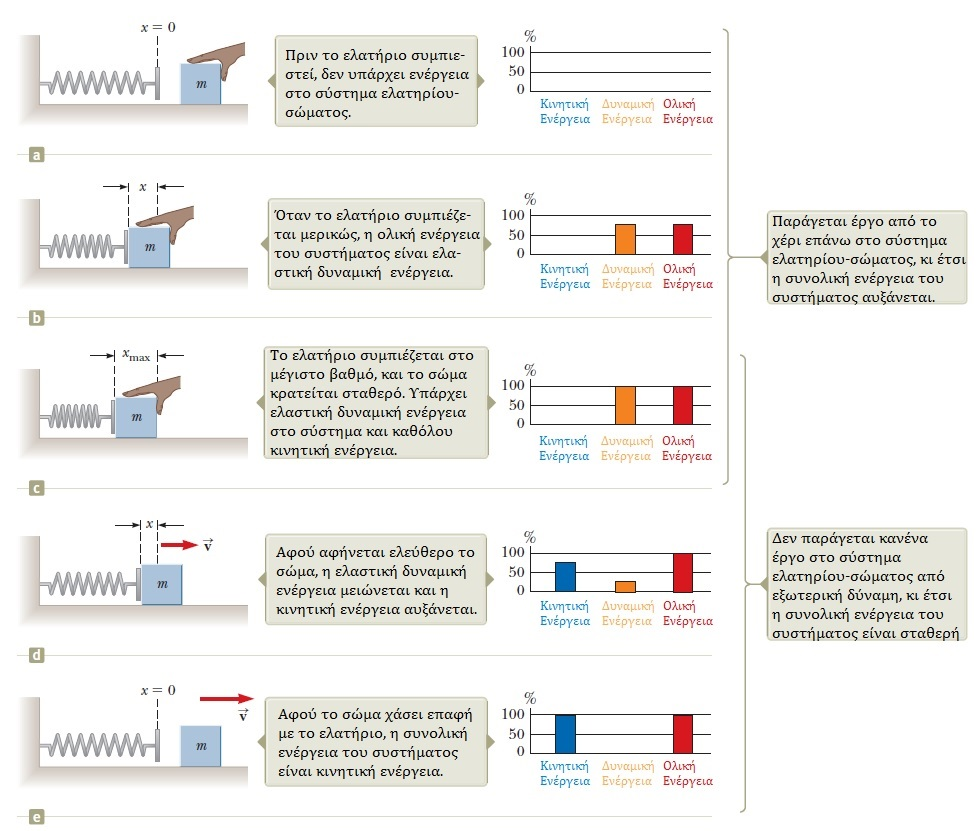 x = 0
m
Πριν το ελατήριο συμπιε-
στεί, δεν υπάρχει ενέργεια
στο σύστημα ελατηρίου-
σώματος.
%
100
50
0
Κινητική Ενέργεια
Δυναμική Ενέργεια
Ολική Ενέργεια
a
x
m
Όταν το ελατήριο συμπιέζε-
ται μερικώς, η ολική ενέργεια
του συστήματος είναι ελα-
στική δυναμική ενέργεια.
%
100
50
0
Κινητική Ενέργεια
Δυναμική Ενέργεια
Ολική Ενέργεια
b
Παράγεται έργο από το
χέρι επάνω στο σύστημα
ελατηρίου-σώματος, κι έτσι
η συνολική ενέργεια του
συστήματος αυξάνεται.
xmax
m
Το ελατήριο συμπιέζεται στο
μέγιστο βαθμό, και το σώμα
κρατείται σταθερό. Υπάρχει
ελαστική δυναμική ενέργεια
στο σύστημα και καθόλου
κινητική ενέργεια.
%
100
50
0
Κινητική Ενέργεια
Δυναμική Ενέργεια
Ολική Ενέργεια
c
x
v
m
Αφού αφήνεται ελεύθερο το
σώμα, η ελαστική δυναμική
ενέργεια μειώνεται και η
κινητική ενέργεια αυξάνεται.
%
100
50
0
Κινητική Ενέργεια
Δυναμική Ενέργεια
Ολική Ενέργεια
d
Δεν παράγεται κανένα
έργο στο σύστημα
ελατηρίου-σώματος από
εξωτερική δύναμη, κι έτσι
η συνολική ενέργεια του
συστήματος είναι σταθερή
x = 0
v
m
Αφού το σώμα χάσει επαφή
με το ελατήριο, η συνολική
ενέργεια του συστήματος
είναι κινητική ενέργεια.
%
100
50
0
Κινητική Ενέργεια
Δυναμική Ενέργεια
Ολική Ενέργεια
e